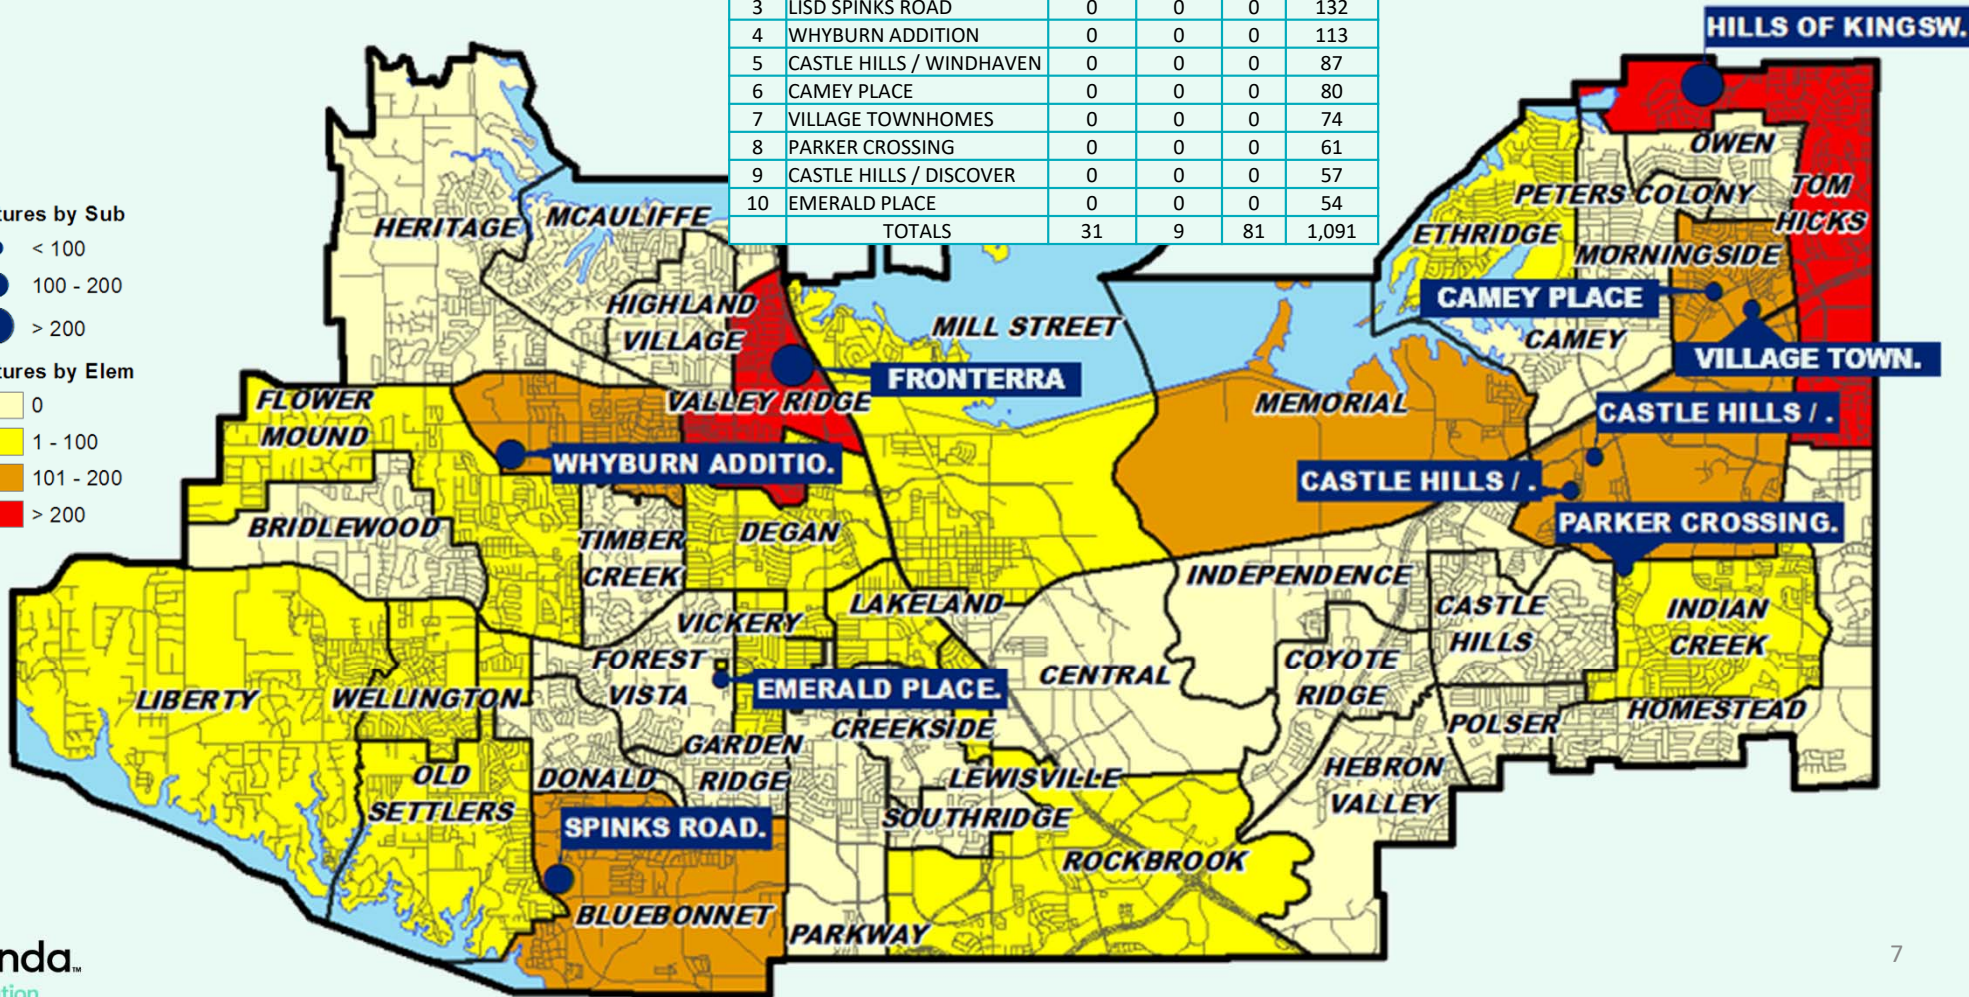 3 LISD SPINKS ROAD 0 0 0 132
4 WHYBURN ADDITION 0 0 0 113
5 CASTLE HILLS / WINDHAVEN 0 0 0 87
6 CAMEY PLACE 0 0 0 80
7 VILLAGE TOWNHOMES 0 0 0 74
8 PARKER CROSSING 0 0 0 61
9 CASTLE HILLS / DISCOVER 0 0 0 57
10 EMERALD PLACE 0 0 0 54
TOTALS 31 9 81 1,091
tures by Sub
< 100
100 - 200
> 200
tures by Elem
0
1 - 100
101 - 200
> 200
HILLS OF KINGSW.
OWEN
PETERS COLONY
TOM
HICKS
ETHRIDGE
MORNINGSIDE
CAMEY PLACE
CAMEY
VILLAGE TOWN.
HERITAGE
MCAULIFFE
HIGHLAND
VILLAGE
MILL STREET
FRONTERRA
VALLEY RIDGE
MEMORIAL
CASTLE HILLS / .
FLOWER
MOUND
WHYBURN ADDITIO.
CASTLE HILLS / .
PARKER CROSSING.
BRIDLEWOOD
TIMBER
CREEK
DEGAN
INDEPENDENCE
CASTLE
HILLS
INDIAN
CREEK
VICKERY
LAKELAND
FOREST
VISTA
EMERALD PLACE.
CENTRAL
COYOTE
RIDGE
LIBERTY
WELLINGTON
CREEKSIDE
POLSER
HOMESTEAD
GARDEN
RIDGE
OLD
SETTLERS
DONALD
LEWISVILLE
HEBRON
VALLEY
SOUTHRIDGE
SPINKS ROAD.
ROCKBROOK
BLUEBONNET
PARKWAY
nda™
tion
7